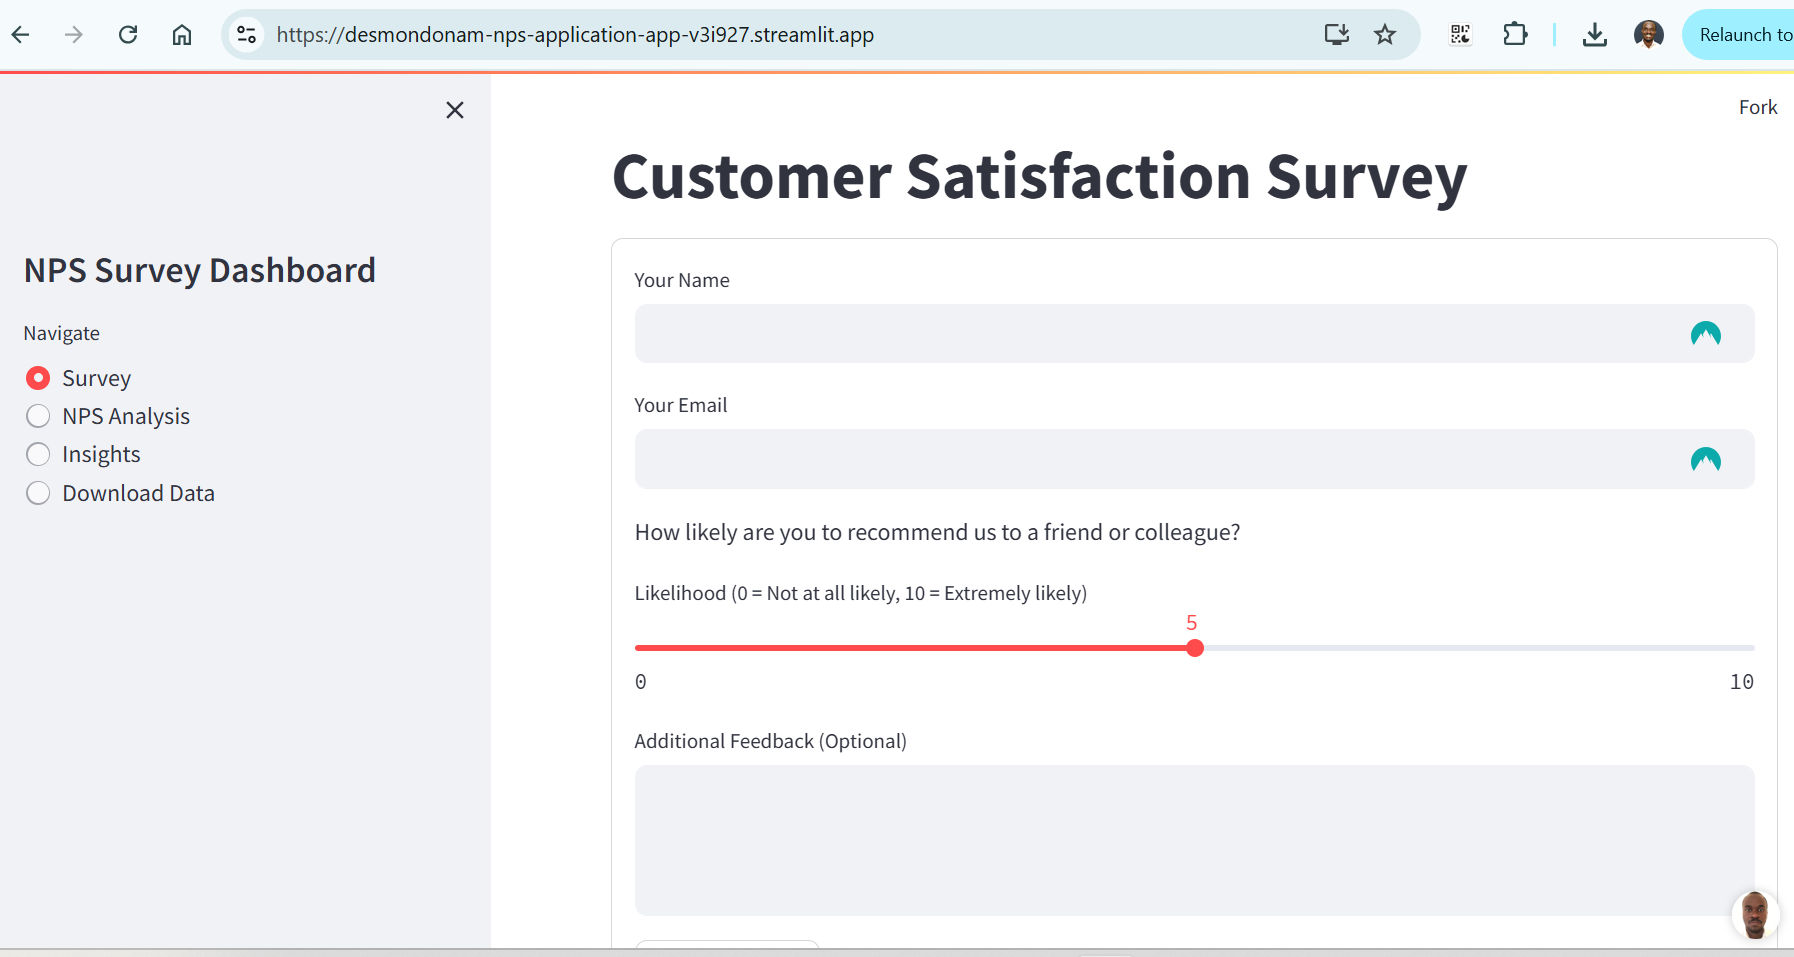 https://desmondonam-nps-application-app-v3i927.streamlit.app
Relaunch to
Fork
NPS Survey Dashboard
Navigate
Survey
NPS Analysis
Insights
Download Data
Customer Satisfaction Survey
Your Name
Your Email
How likely are you to recommend us to a friend or colleague?
Likelihood (0 = Not at all likely, 10 = Extremely likely)
5
0 10
Additional Feedback (Optional)